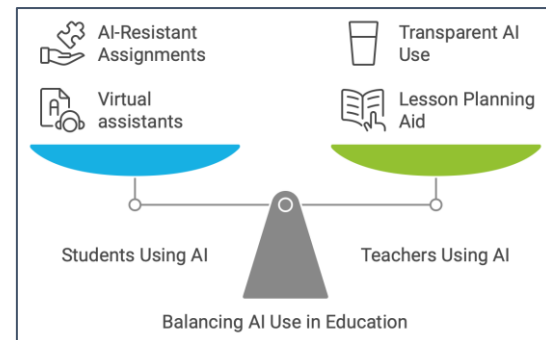 AI-Resistant
Assignments
Transparent AI
Use
Virtual
assistants
Lesson Planning
Aid
Students Using AI
Teachers Using AI
Balancing AI Use in Education